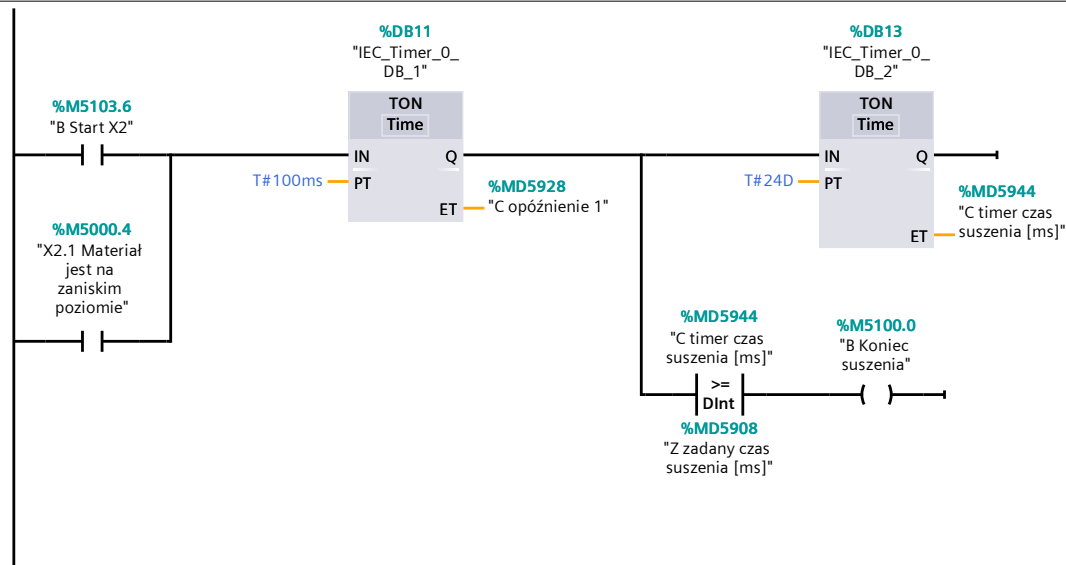 %DB11
"IEC_Timer_0_
DB_1"
%DB13
"IEC_Timer_0_
DB_2"
%M5103.6
"B Start X2"
TON
Time
IN
Q
T#100ms
PT
ET
%MD5928
"C opóźnienie 1"
TON
Time
IN
Q
T#24D
PT
ET
%MD5944
"C timer czas
suszenia [ms]"
%M5000.4
"X2.1 Materiał
jest na
zaniskim
poziomie"
%MD5944
"C timer czas
suszenia [ms]"
>=
DInt
%MD5908
"Z zadany czas
suszenia [ms]"
%M5100.0
"B Koniec
suszenia"